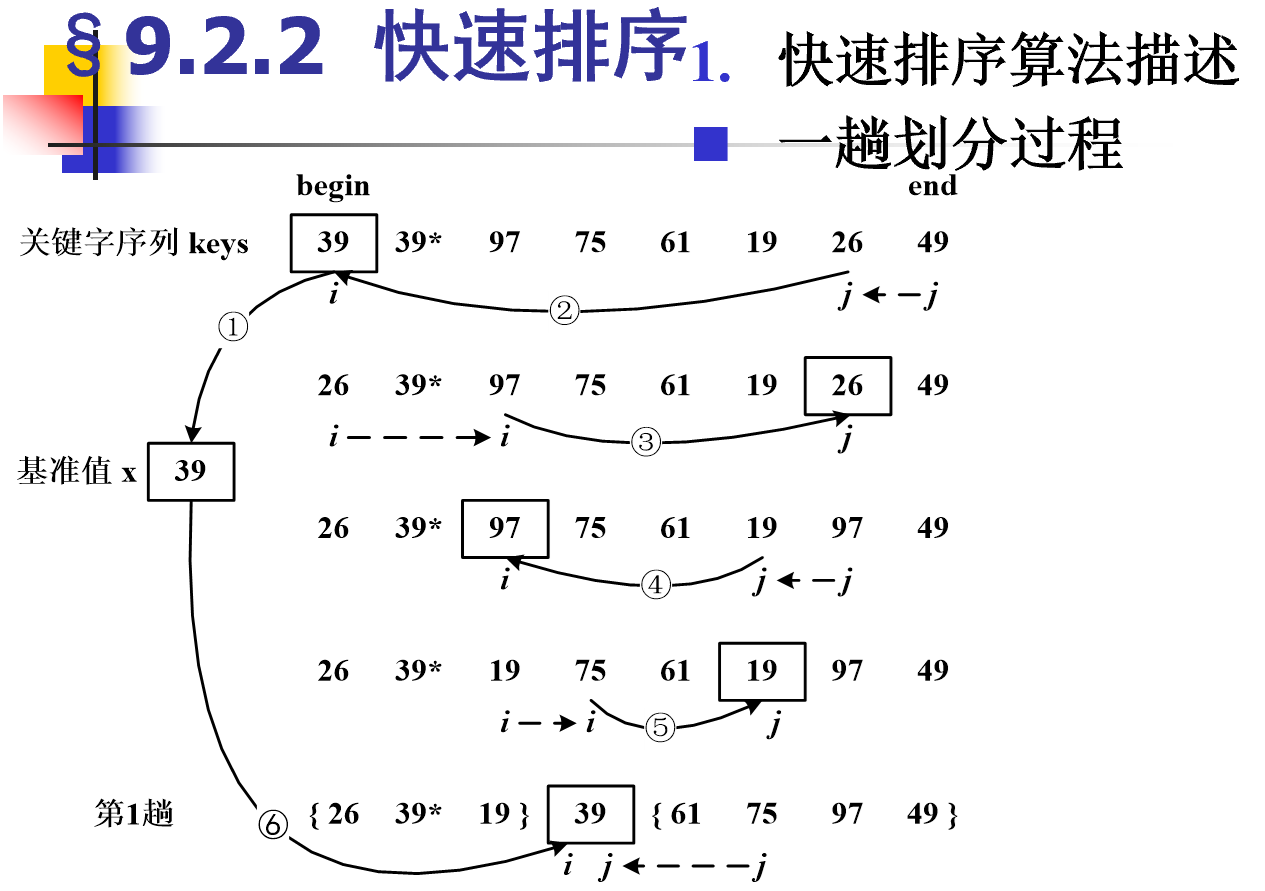 § 9.2.2 快速排序
1. 快速排序算法描述
一趟划分过程
begin end
关键字序列 keys 39 39* 97 75 61 19 26 49
i j j
① ②
26 39* 97 75 61 19 26 49
i i j
③
基准值 x 39
26 39* 97 75 61 19 97 49
i j j
④
26 39* 19 75 61 19 97 49
i i j
⑤
第1趟 { 26 39* 19 } 39 { 61 75 97 49 }
⑥
i j j